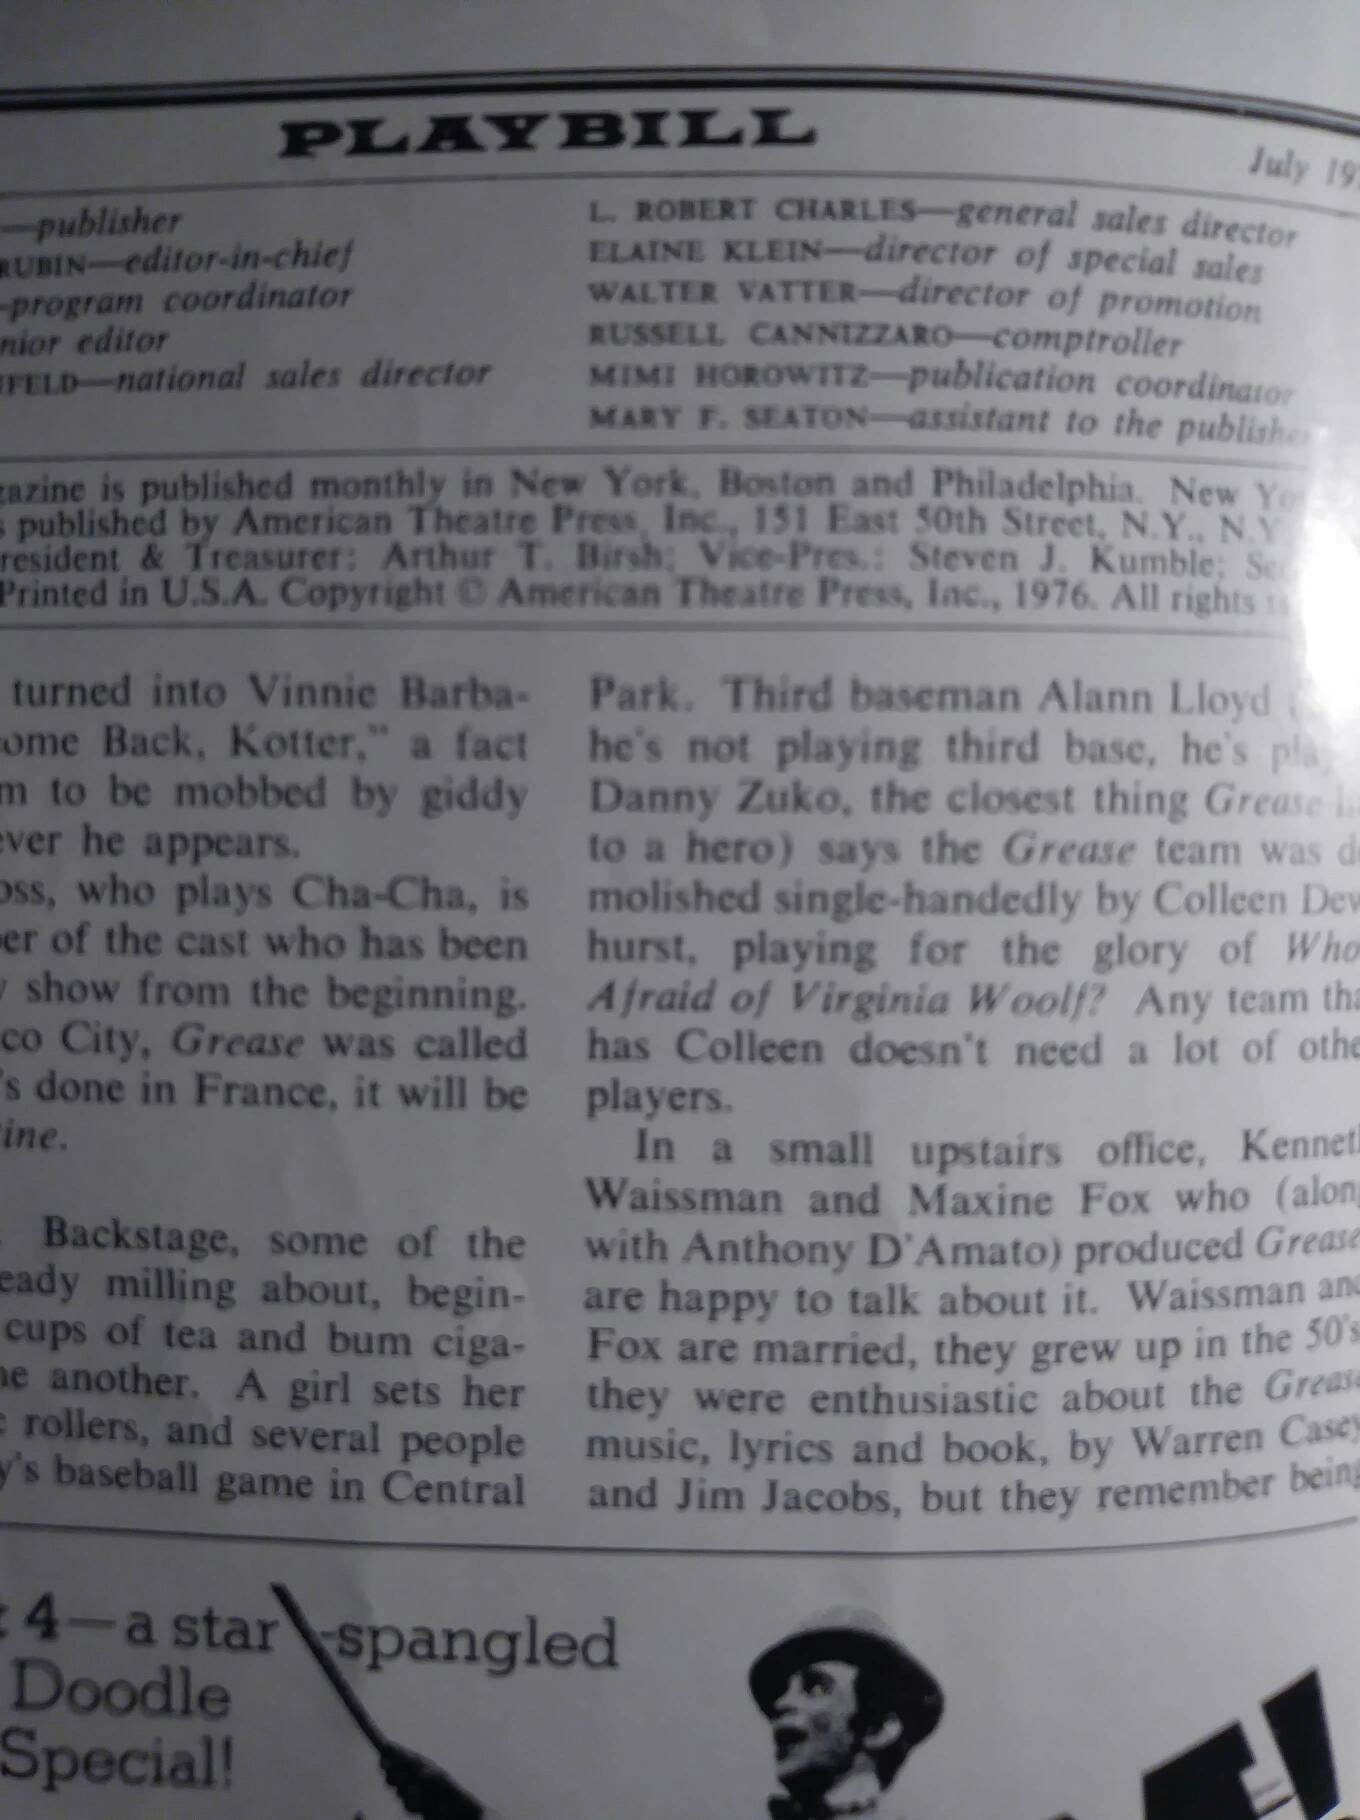 PLAYBILL
July 19
—publisher
RUBIN—editor-in-chief
—program coordinator
nior editor
FELD—national sales director
L. ROBERT CHARLES—general sales director
ELAINE KLEIN—director of special sales
WALTER VATTER—director of promotion
RUSSELL CANNIZZARO—comptroller
MIMI HOROWITZ—publication coordinator
MARY F. SEATON—assistant to the publishe
gazine is published monthly in New York, Boston and Philadelphia. New Yo
s published by American Theatre Press, Inc., 151 East 50th Street, N.Y., N.Y
resident & Treasurer: Arthur T. Birsh; Vice-Pres.: Steven J. Kumble; Se
Printed in U.S.A. Copyright © American Theatre Press, Inc., 1976. All rights
turned into Vinnie Barba-
ome Back, Kotter," a fact
m to be mobbed by giddy
ever he appears.
oss, who plays Cha-Cha, is
er of the cast who has been
y show from the beginning.
co City, Grease was called
's done in France, it will be
ine.
Backstage, some of the
eady milling about, begin-
cups of tea and bum ciga-
ne another. A girl sets her
rollers, and several people
y's baseball game in Central
Park. Third baseman Alann Lloyd
he's not playing third base, he's pla
Danny Zuko, the closest thing Grease
to a hero) says the Grease team was de
molished single-handedly by Colleen Dew
hurst, playing for the glory of Who
Afraid of Virginia Woolf? Any team tha
has Colleen doesn't need a lot of othe
players.
In a small upstairs office, Kenneth
Waissman and Maxine Fox who (along
with Anthony D'Amato) produced Grease
are happy to talk about it. Waissman and
Fox are married, they grew up in the 50's
they were enthusiastic about the Grease
music, lyrics and book, by Warren Casey
and Jim Jacobs, but they remember being
4—a star-spangled
Doodle
Special!